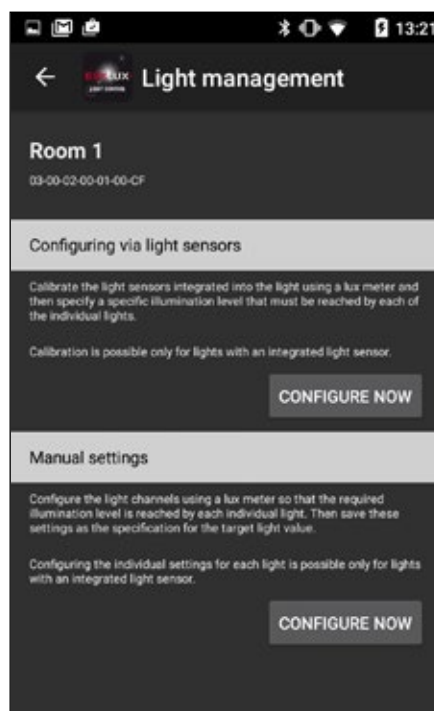 13:21
Light management
Room 1
03-00-02-00-01-00-CF
Configuring via light sensors
Calibrate the light sensors integrated into the light using a lux meter and
then specify a specific illumination level that must be reached by each of
the individual lights.
Calibration is possible only for lights with an integrated light sensor.
CONFIGURE NOW
Manual settings
Configure the light channels using a lux meter so that the required
illumination level is reached by each individual light. Then save these
settings as the specification for the target light value.
Configuring the individual settings for each light is possible only for lights
with an integrated light sensor.
CONFIGURE NOW